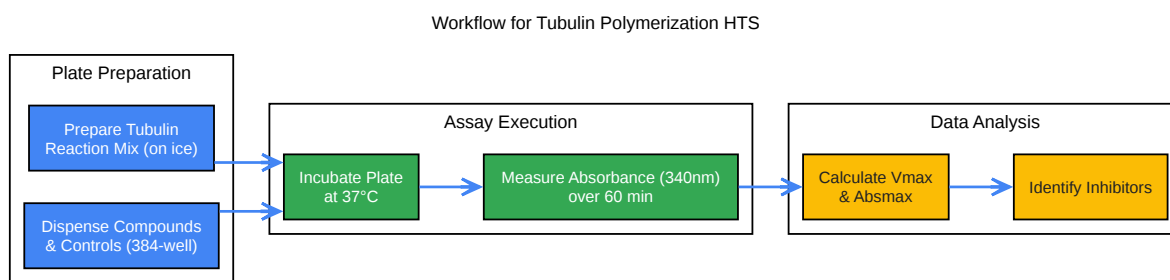 Workflow for Tubulin Polymerization HTS
Plate Preparation
Prepare Tubulin
Reaction Mix (on ice)
Dispense Compounds
& Controls (384-well)
Assay Execution
Incubate Plate
at 37°C
Measure Absorbance (340nm)
over 60 min
Data Analysis
Calculate Vmax
& Absmax
Identify Inhibitors